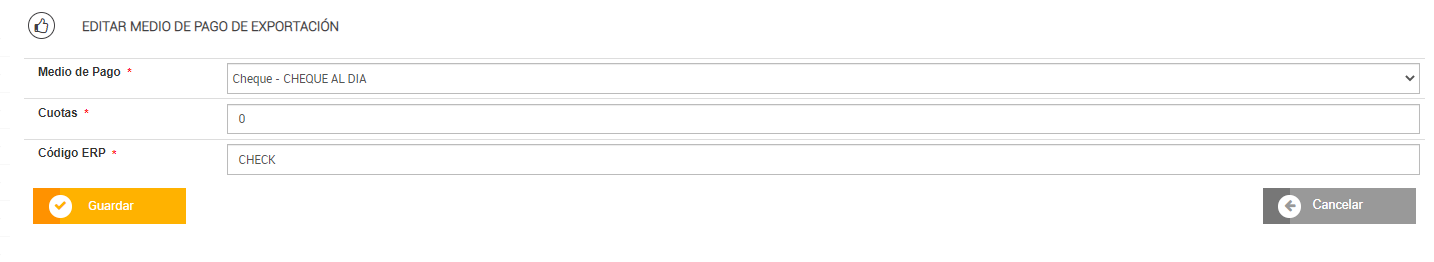 EDITAR MEDIO DE PAGO DE EXPORTACIÓN
Medio de Pago * Cheque - CHEQUE AL DIA
Cuotas * 0
Código ERP * CHECK
Guardar Cancelar